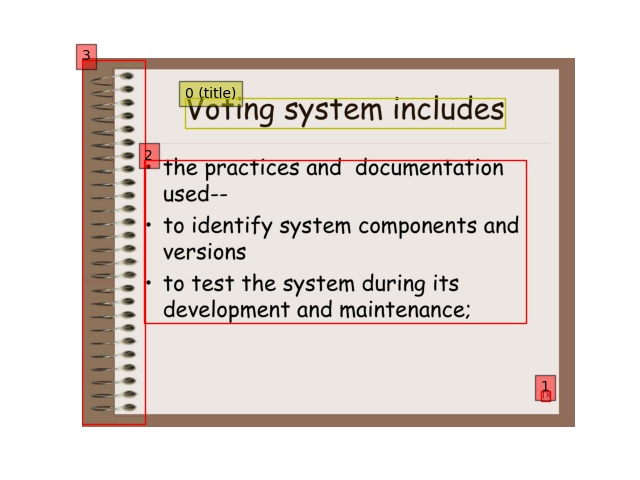 3
0 (title)
Voting system includes
2
• the practices and documentation
used--
• to identify system components and
versions
• to test the system during its
development and maintenance;
1